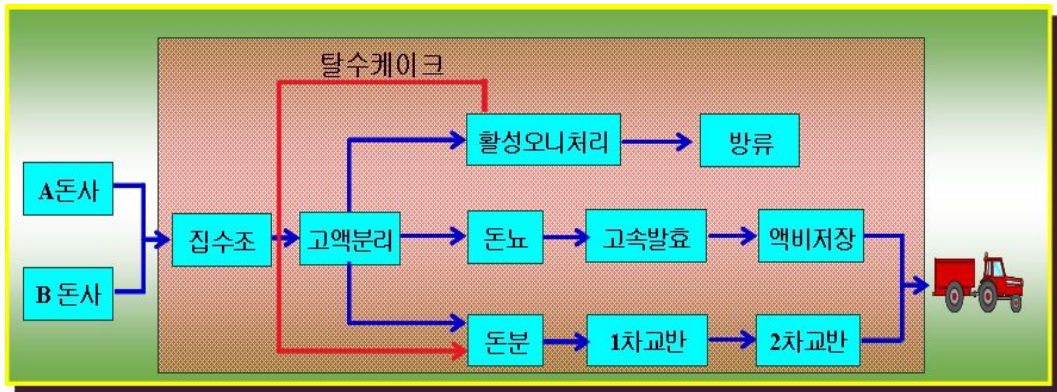 탈수케이크
활성오니처리
방류
A돈사
집수조
고액분리
돈뇨
고속발효
액비저장
B 돈사
돈분
1차교반
2차교반